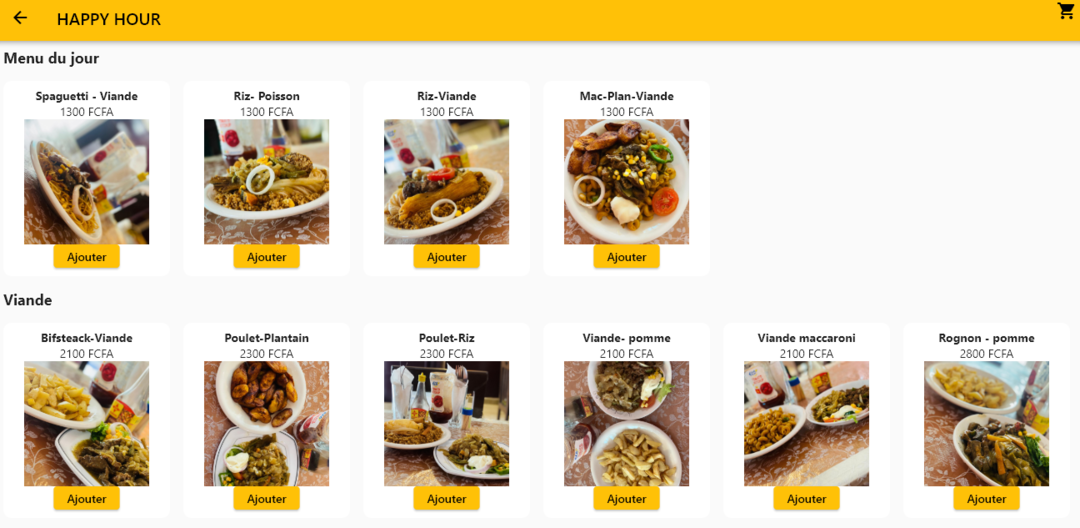 HAPPY HOUR
Menu du jour
Spaguetti - Viande
1300 FCFA
Ajouter
Riz- Poisson
1300 FCFA
Ajouter
Riz-Viande
1300 FCFA
Ajouter
Mac-Plan-Viande
1300 FCFA
Ajouter
Viande
Bifsteack-Viande
2100 FCFA
Ajouter
Poulet-Plantain
2300 FCFA
Ajouter
Poulet-Riz
2300 FCFA
Ajouter
Viande- pomme
2100 FCFA
Ajouter
Viande maccaroni
2100 FCFA
Ajouter
Rognon - pomme
2800 FCFA
Ajouter